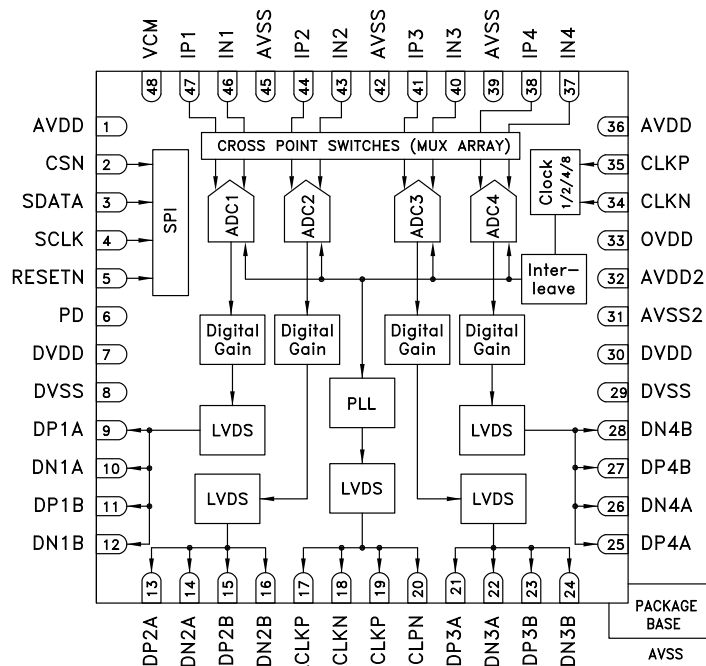 VCM
IP1
IN1
AVSS
IP2
IN2
AVSS
IP3
IN3
AVSS
IP4
IN4
48
47
46
45
44
43
42
41
40
39
38
37
AVDD
1
CSN
2
SDATA
3
SCLK
4
RESETN
5
PD
6
DVDD
7
DVSS
8
DP1A
9
DN1A
10
DP1B
11
DN1B
12
CROSS POINT SWITCHES (MUX ARRAY)
SPI
ADC1
ADC2
ADC3
ADC4
Clock
1/2/4/8
Inter-
leave
Digital
Gain
Digital
Gain
Digital
Gain
Digital
Gain
LVDS
PLL
LVDS
LVDS
LVDS
LVDS
36
AVDD
35
CLKP
34
CLKN
33
OVDD
32
AVDD2
31
AVSS2
30
DVDD
29
DVSS
28
DN4B
27
DP4B
26
DN4A
25
DP4A
13
14
15
16
17
18
19
20
21
22
23
24
DP2A
DN2A
DP2B
DN2B
CLKP
CLKN
CLKP
CLPN
DP3A
DN3A
DP3B
DN3B
PACKAGE
BASE
AVSS